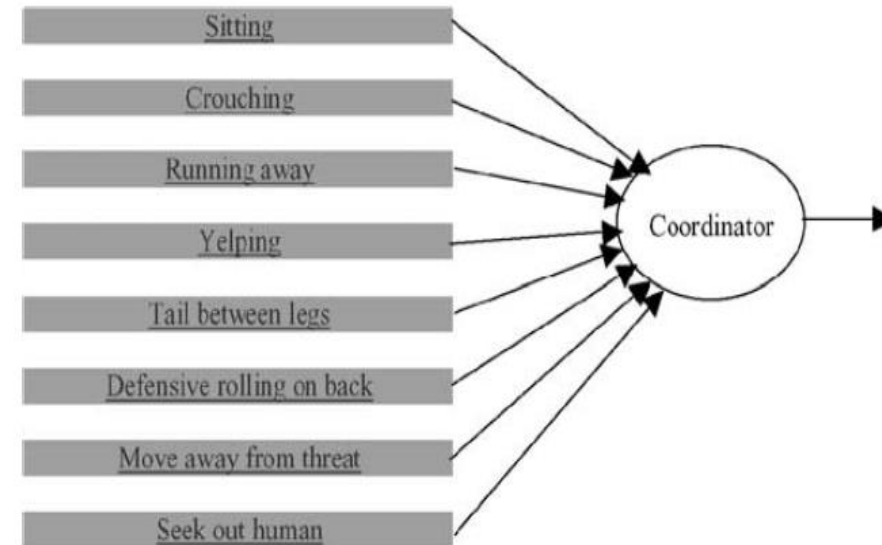 Sitting
Crouching
Running away
Yelping
Tail between legs
Defensive rolling on back
Move away from threat
Seek out human
Coordinator